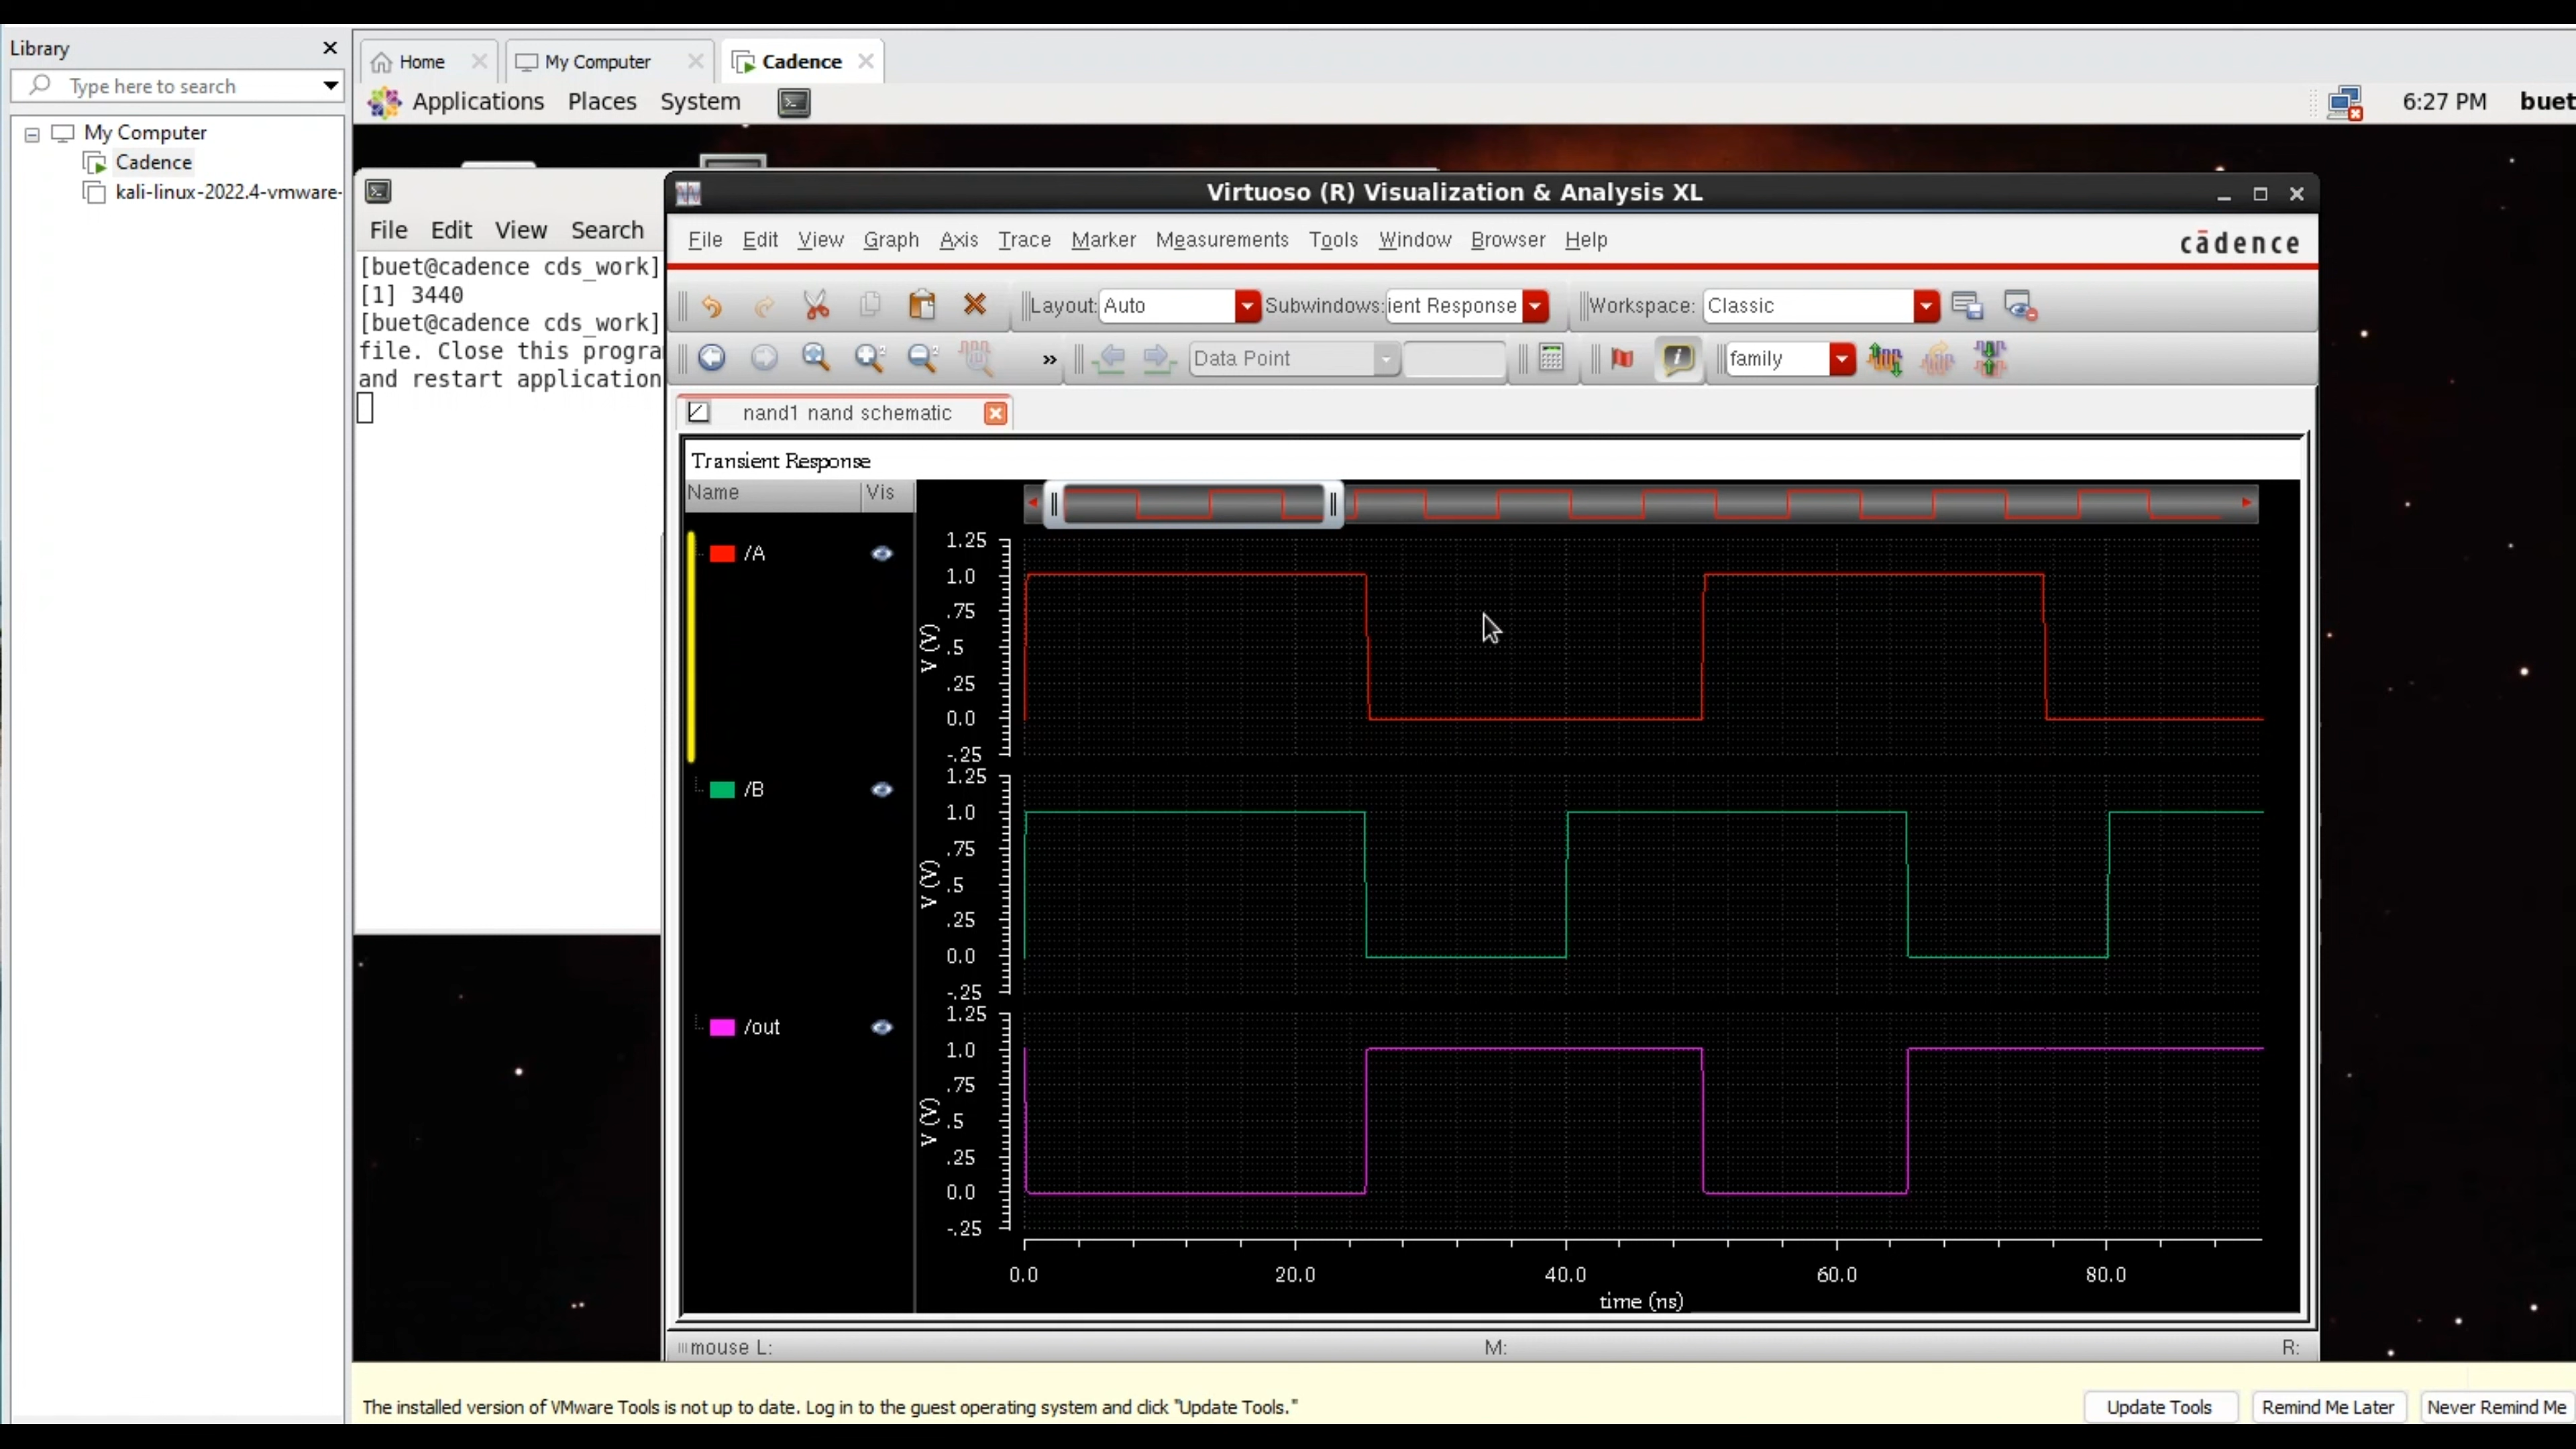 Library
Type here to search
My Computer
Cadence
kali-linux-2022.4-vmware-
Home
My Computer
Cadence
Applications Places System
6:27 PM buet
File Edit View Search
[buet@cadence cds_work]
[1] 3440
[buet@cadence cds_work]
file. Close this progra
and restart application
Virtuoso (R) Visualization & Analysis XL
File Edit View Graph Axis Trace Marker Measurements Tools Window Browser Help
cādence
Layout: Auto Subwindows: ient Response Workspace: Classic
Data Point family
nand1 nand schematic
Transient Response
Name Vis
/A
1.25
1.0
.75
.5
.25
0.0
-.25
V (V)
/B
1.25
1.0
.75
.5
.25
0.0
-.25
V (V)
/out
1.25
1.0
.75
.5
.25
0.0
-.25
V (V)
0.0 20.0 40.0 60.0 80.0
time (ns)
mouse L: M: R:
The installed version of VMware Tools is not up to date. Log in to the guest operating system and click "Update Tools."
Update Tools Remind Me Later Never Remind Me